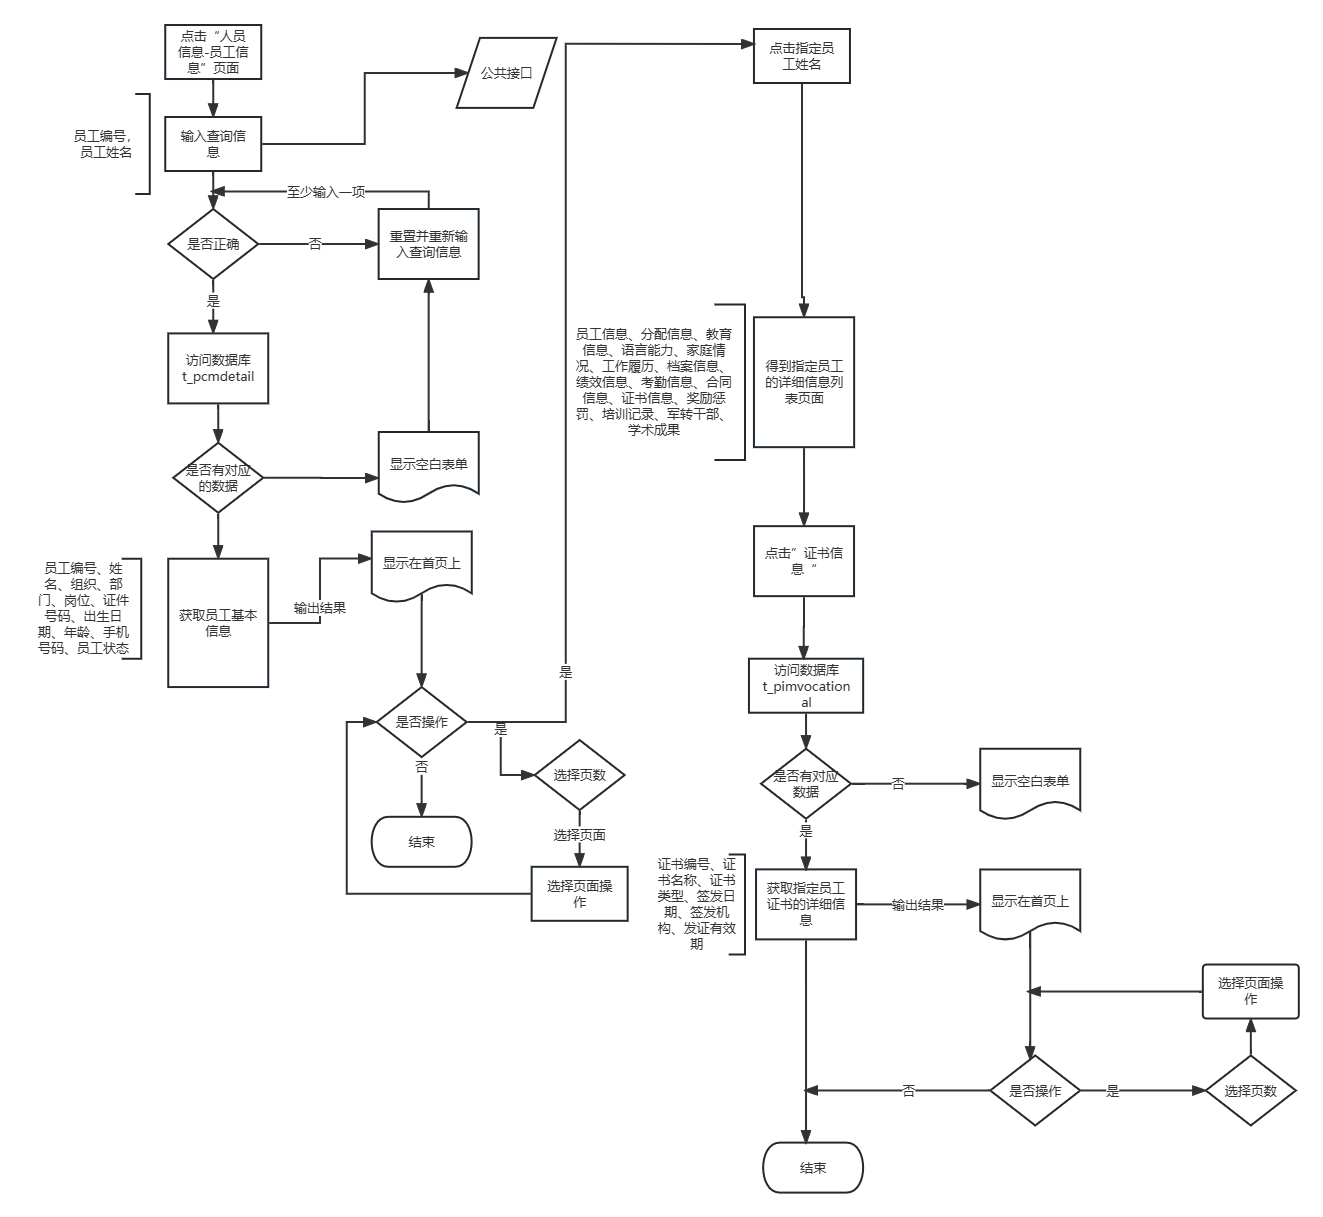 点击“人员
信息-员工信
息”页面
公共接口
点击指定员
工姓名
员工编号，
员工姓名
输入查询信
息
至少输入一项
是否正确
否
重置并重新输
入查询信息
是
访问数据库
t_pcmdetail
员工信息、分配信息、教育
信息、语言能力、家庭情
况、工作履历、档案信息、
绩效信息、考勤信息、合同
信息、证书信息、奖励惩
罚、培训记录、军转干部、
学术成果
得到指定员工
的详细信息列
表页面
是否有对应
的数据
显示空白表单
点击”证书信
息“
员工编号、姓
名、组织、部
门、岗位、证件
号码、出生日
期、年龄、手机
号码、员工状态
获取员工基本
信息
输出结果
显示在首页上
是
访问数据库
t_pimvocation
al
是否操作
是
否
选择页数
结束
选择页面
选择页面操
作
是否有对应
数据
否
显示空白表单
是
证书编号、证
书名称、证书
类型、签发日
期、签发机
构、发证有效
期
获取指定员工
证书的详细信
息
输出结果
显示在首页上
选择页面操
作
否
是否操作
是
选择页数
结束